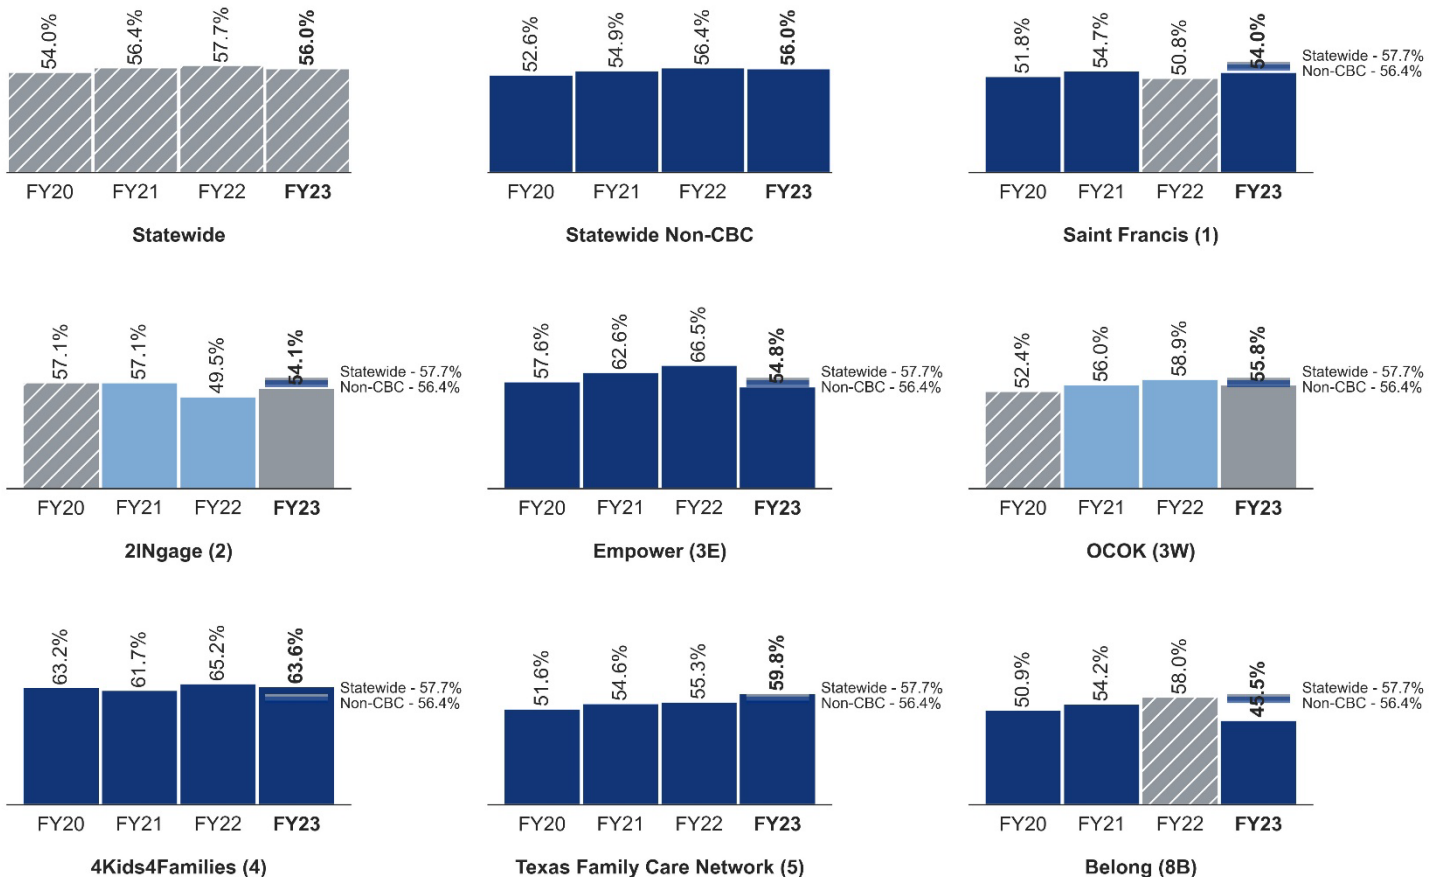 54.0%
56.4%
57.7%
56.0%
FY20 FY21 FY22 FY23
Statewide
52.6%
54.9%
56.4%
56.0%
FY20 FY21 FY22 FY23
Statewide Non-CBC
51.8%
54.7%
50.8%
54.0%
Statewide - 57.7%
Non-CBC - 56.4%
FY20 FY21 FY22 FY23
Saint Francis (1)
57.1%
57.1%
49.5%
54.1%
Statewide - 57.7%
Non-CBC - 56.4%
FY20 FY21 FY22 FY23
2INgage (2)
57.6%
62.6%
66.5%
54.8%
Statewide - 57.7%
Non-CBC - 56.4%
FY20 FY21 FY22 FY23
Empower (3E)
52.4%
56.0%
58.9%
55.8%
Statewide - 57.7%
Non-CBC - 56.4%
FY20 FY21 FY22 FY23
OCOK (3W)
63.2%
61.7%
65.2%
63.6%
Statewide - 57.7%
Non-CBC - 56.4%
FY20 FY21 FY22 FY23
4Kids4Families (4)
51.6%
54.6%
55.3%
59.8%
Statewide - 57.7%
Non-CBC - 56.4%
FY20 FY21 FY22 FY23
Texas Family Care Network (5)
50.9%
54.2%
58.0%
45.5%
Statewide - 57.7%
Non-CBC - 56.4%
FY20 FY21 FY22 FY23
Belong (8B)